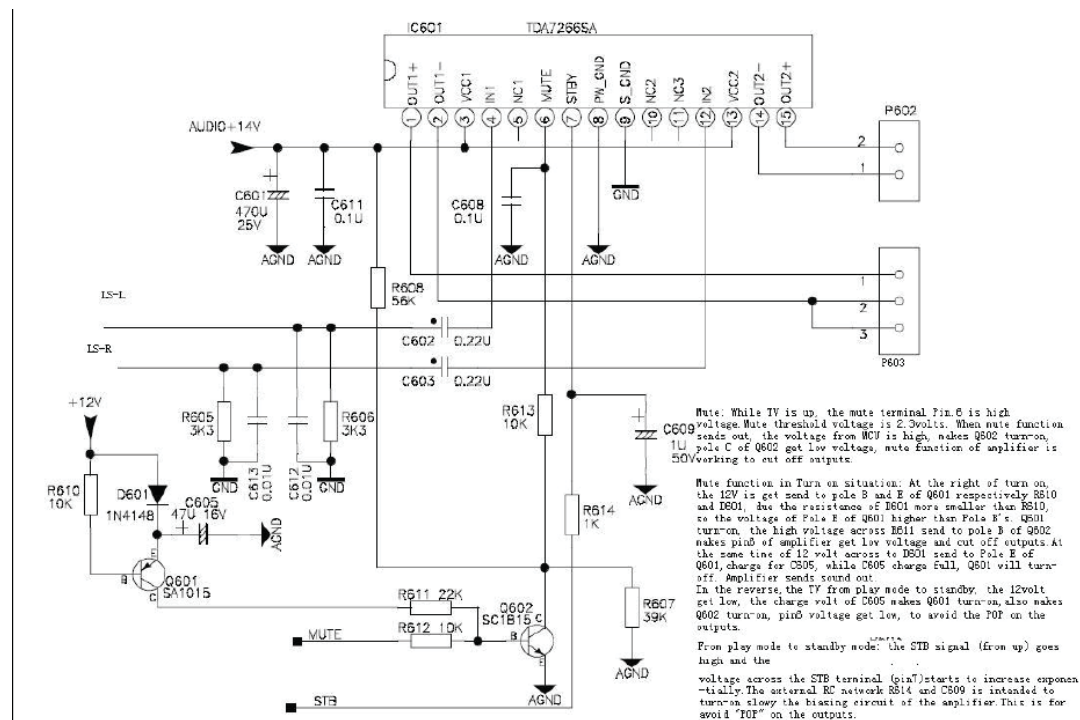 IC601 TDA7266SA
OUT1+ OUT1- VCC1 IN1 NC1 MUTE STBY PW_GND S_GND NC2 NC3 IN2 VCC2 OUT2- OUT2+
1 2 3 4 5 6 7 8 9 10 11 12 13 14 15
P602
AUDIO+14V
2
1
C601
470U
25V
C611
0.1U
C608
0.1U
GND
AGND AGND AGND AGND
R608
56K
1
2
3
P603
LS-L
C602 0.22U
LS-R
C603 0.22U
+12V
R605
3K3
R606
3K3
R613
10K
C609
1U
50V
GND C613 0.01U C612 0.01U GND
R610
10K
D601
1N4148
C605
47U 16V
AGND
AGND
R614
1K
E
B
C
Q601
SA1015
R611 22K
R612 10K
MUTE
Q602
SC1815
C
B
E
R607
39K
AGND
AGND
STB
Mute: While TV is up, the mute terminal Pin.6 is high
voltage.Mute threshold voltage is 2.3volts. When mute function
sends out, the voltage from MCU is high, makes Q602 turn-on,
pole C of Q602 get low voltage, mute function of amplifier is
working to cut off outputs.
Mute function in Turn on situation: At the right of turn on,
the 12V is get send to pole B and E of Q601 respectively R610
and D601, due the resistance of D601 more smaller than R610,
so the voltage of Pole E of Q601 higher than Pole B's. Q601
turn-on, the high voltage across R611 send to pole B of Q602
makes pin6 of amplifier get low voltage and cut off outputs.At
the same time of 12 volt across to D601 send to Pole E of
Q601,charge for C605, while C605 charge full, Q601 will turn-
off. Amplifier sends sound out.
In the reverse,the TV from play mode to standby, the 12volt
get low, the charge volt of C605 makes Q601 turn-on,also makes
Q602 turn-on, pin6 voltage get low, to avoid the POP on the
outputs.
From play mode to standby mode: the STB signal (from up) goes
high and the
voltage across the STB terminal (pin7)starts to increase exponen
-tially.The external RC network R614 and C609 is intended to
turn-on slowy the biasing circuit of the amplifier.This is for
avoid "POP" on the outputs.